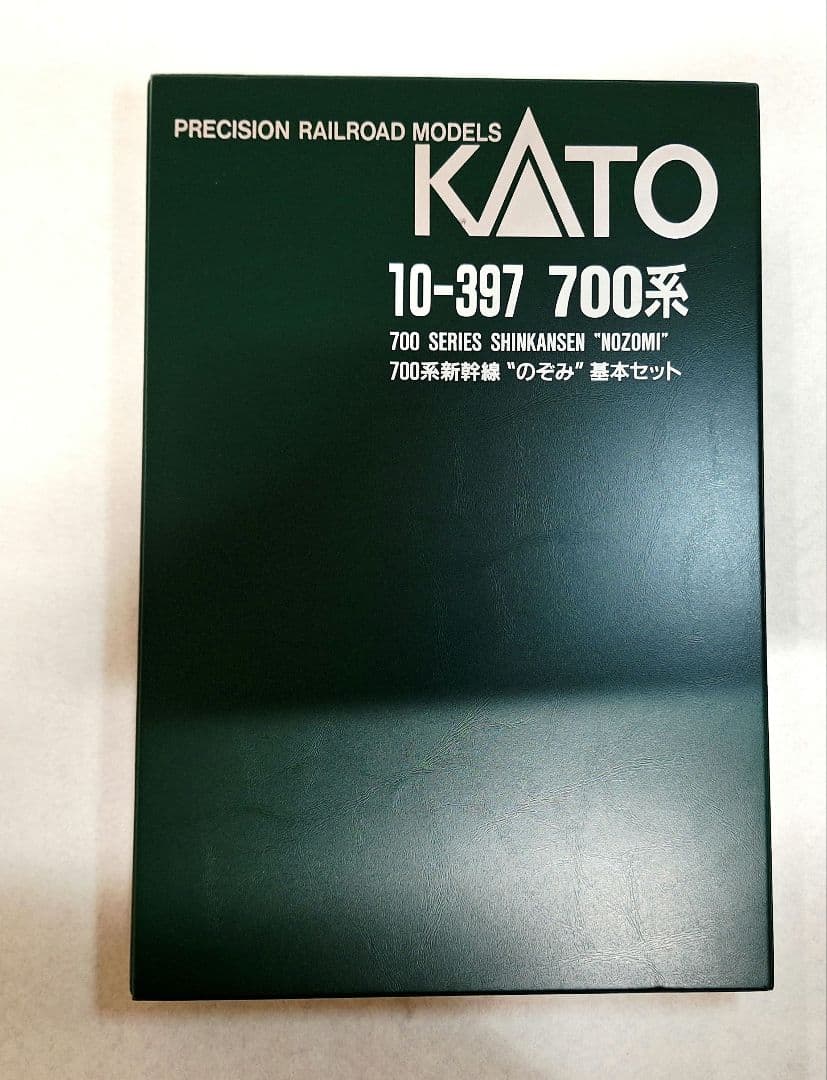 PRECISION RAILROAD MODELS
KATO
10-397 700系
700 SERIES SHINKANSEN "NOZOMI"
700系新幹線 "のぞみ" 基本セット